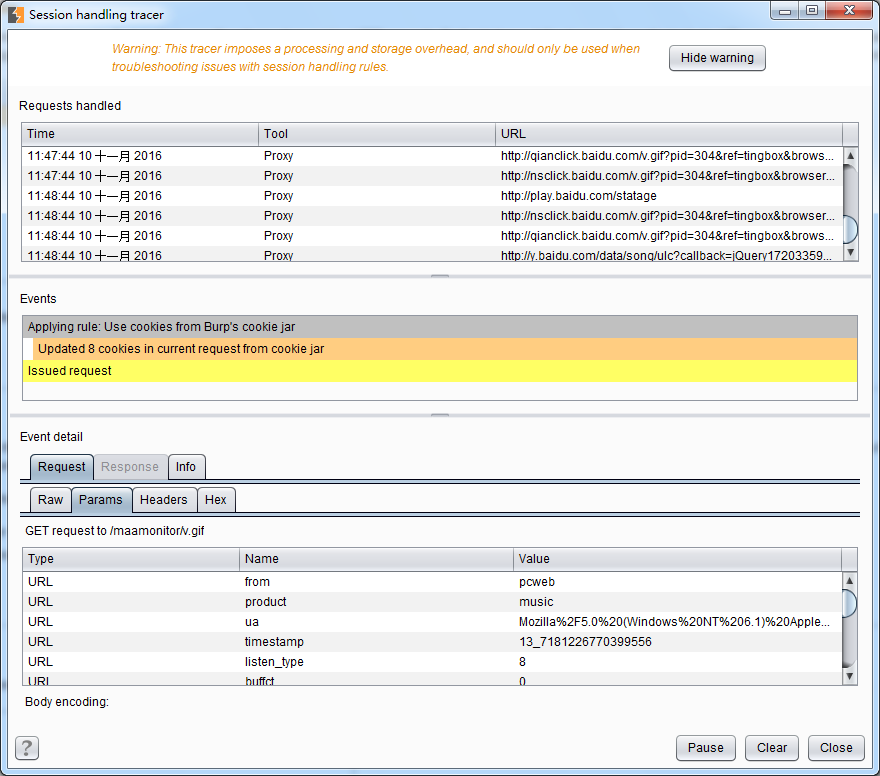 Session handling tracer
Warning: This tracer imposes a processing and storage overhead, and should only be used when
troubleshooting issues with session handling rules.
Hide warning
Requests handled
Time Tool URL
11:47:44 10 十一月 2016 Proxy http://qianclick.baidu.com/v.gif?pid=304&ref=tingbox&brows...
11:47:44 10 十一月 2016 Proxy http://nsclick.baidu.com/v.gif?pid=304&ref=tingbox&browser...
11:48:44 10 十一月 2016 Proxy http://play.baidu.com/statage
11:48:44 10 十一月 2016 Proxy http://nsclick.baidu.com/v.gif?pid=304&ref=tingbox&browser...
11:48:44 10 十一月 2016 Proxy http://qianclick.baidu.com/v.gif?pid=304&ref=tingbox&brows...
11:48:44 10 十一月 2016 Proxy http://y.baidu.com/data/song/ulc?callback=jQuery17203359...
Events
Applying rule: Use cookies from Burp's cookie jar
Updated 8 cookies in current request from cookie jar
Issued request
Event detail
Request Response Info
Raw Params Headers Hex
GET request to /maamonitor/v.gif
Type Name Value
URL from pcweb
URL product music
URL ua Mozilla%2F5.0%20(Windows%20NT%206.1)%20Apple...
URL timestamp 13_7181226770399556
URL listen_type 8
URL buffct 0
Body encoding:
? Pause Clear Close